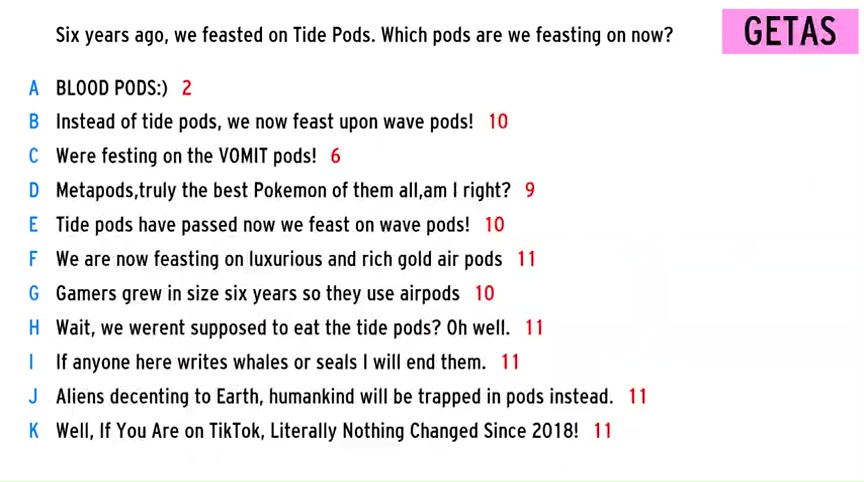 Six years ago, we feasted on Tide Pods. Which pods are we feasting on now?
GETAS
A BLOOD PODS:) 2
B Instead of tide pods, we now feast upon wave pods! 10
C Were festing on the VOMIT pods! 6
D Metapods,truly the best Pokemon of them all,am I right? 9
E Tide pods have passed now we feast on wave pods! 10
F We are now feasting on luxurious and rich gold air pods 11
G Gamers grew in size six years so they use airpods 10
H Wait, we werent supposed to eat the tide pods? Oh well. 11
I If anyone here writes whales or seals I will end them. 11
J Aliens decenting to Earth, humankind will be trapped in pods instead. 11
K Well, If You Are on TikTok, Literally Nothing Changed Since 2018! 11